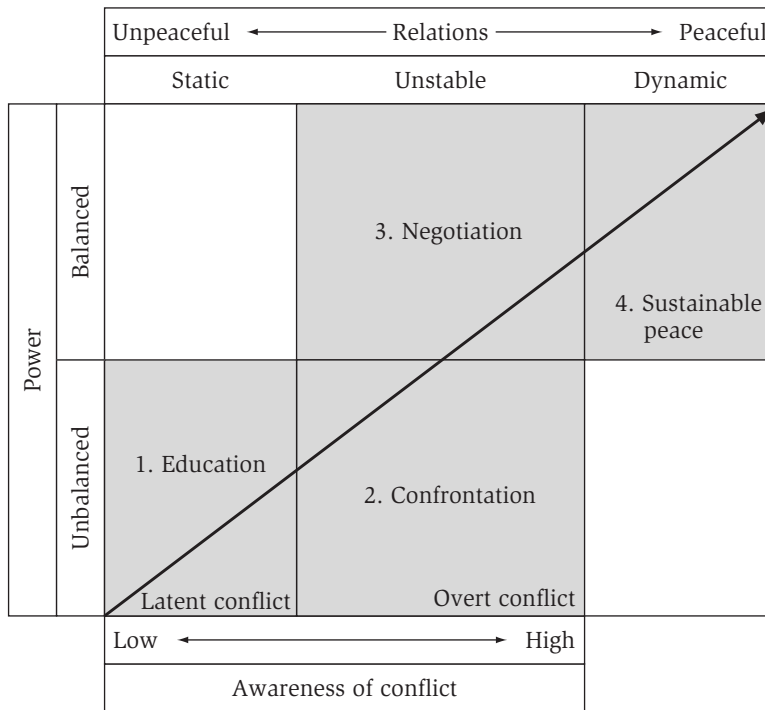 Unpeaceful Relations Peaceful
Static Unstable Dynamic
Power
Balanced
3. Negotiation
4. Sustainable
peace
Unbalanced
1. Education
2. Confrontation
Latent conflict Overt conflict
Low High
Awareness of conflict